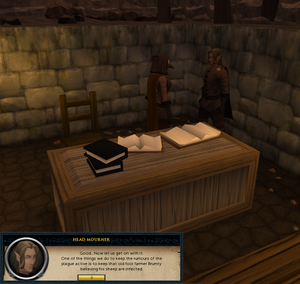 HEAD MOURNER
Good. Now let us get on with it.
One of the things we do to keep the rumours of the
plague active is to keep that old fool farmer Brumty
believing his sheep are infected.